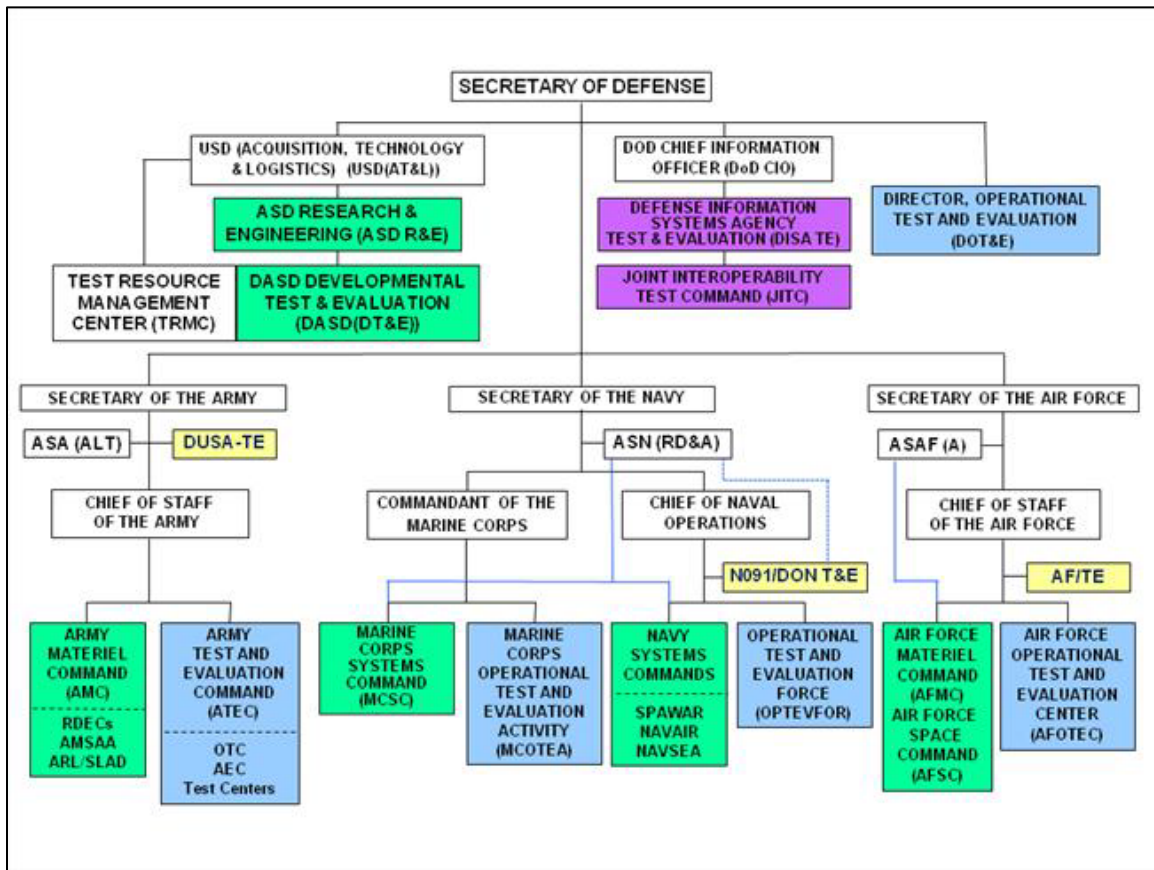 SECRETARY OF DEFENSE
USD (ACQUISITION, TECHNOLOGY
& LOGISTICS) (USD(AT&L))
DOD CHIEF INFORMATION
OFFICER (DoD CIO)
ASD RESEARCH &
ENGINEERING (ASD R&E)
DEFENSE INFORMATION
SYSTEMS AGENCY
TEST & EVALUATION (DISA TE)
DIRECTOR, OPERATIONAL
TEST AND EVALUATION
(DOT&E)
TEST RESOURCE
MANAGEMENT
CENTER (TRMC)
DASD DEVELOPMENTAL
TEST & EVALUATION
(DASD(DT&E))
JOINT INTEROPERABILITY
TEST COMMAND (JITC)
SECRETARY OF THE ARMY
SECRETARY OF THE NAVY
SECRETARY OF THE AIR FORCE
ASA (ALT)
DUSA-TE
ASN (RD&A)
ASAF (A)
CHIEF OF STAFF
OF THE ARMY
COMMANDANT OF THE
MARINE CORPS
CHIEF OF NAVAL
OPERATIONS
CHIEF OF STAFF
OF THE AIR FORCE
N091/DON T&E
AF/TE
ARMY
MATERIEL
COMMAND
(AMC)
RDECs
AMSAA
ARL/SLAD
ARMY
TEST AND
EVALUATION
COMMAND
(ATEC)
OTC
AEC
Test Centers
MARINE
CORPS
SYSTEMS
COMMAND
(MCSC)
MARINE
CORPS
OPERATIONAL
TEST AND
EVALUATION
ACTIVITY
(MCOTEA)
NAVY
SYSTEMS
COMMANDS
SPAWAR
NAVAIR
NAVSEA
OPERATIONAL
TEST AND
EVALUATION
FORCE
(OPTEVFOR)
AIR FORCE
MATERIEL
COMMAND
(AFMC)
AIR FORCE
SPACE
COMMAND
(AFSC)
AIR FORCE
OPERATIONAL
TEST AND
EVALUATION
CENTER
(AFOTEC)